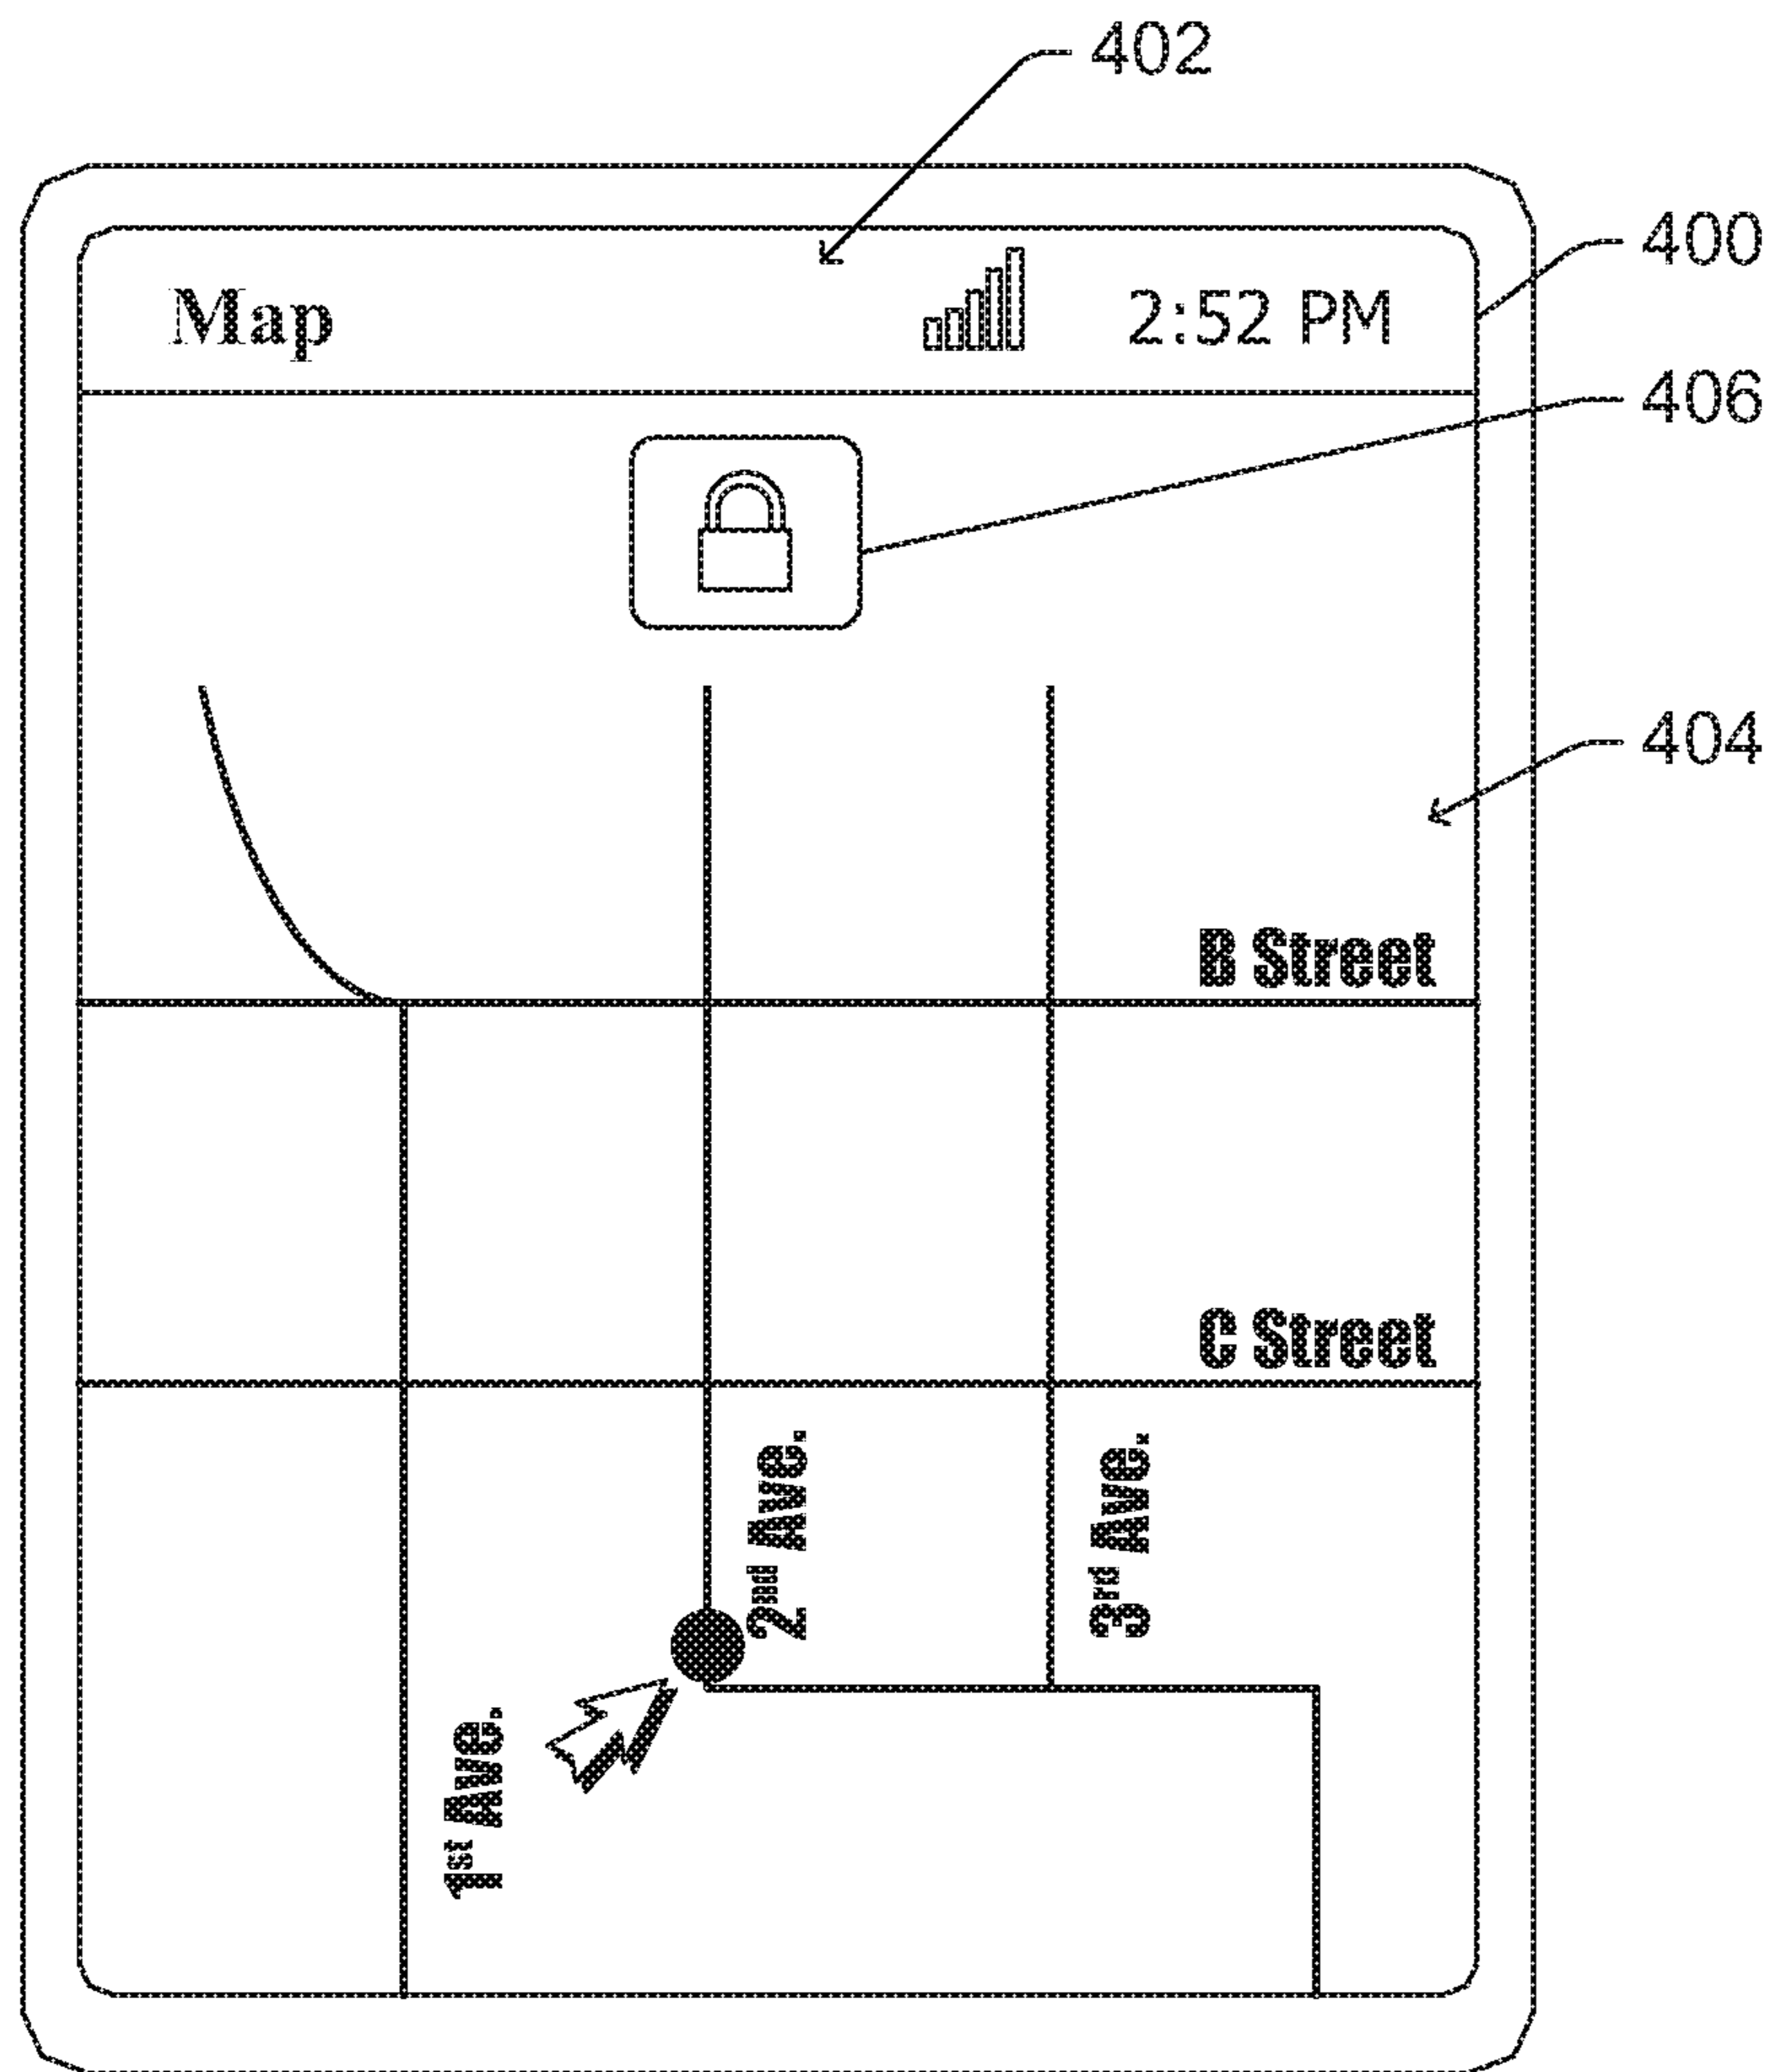 402
400
Map 2:52 PM
406
404
B Street
C Street
2nd Ave.
3rd Ave.
1st Ave.